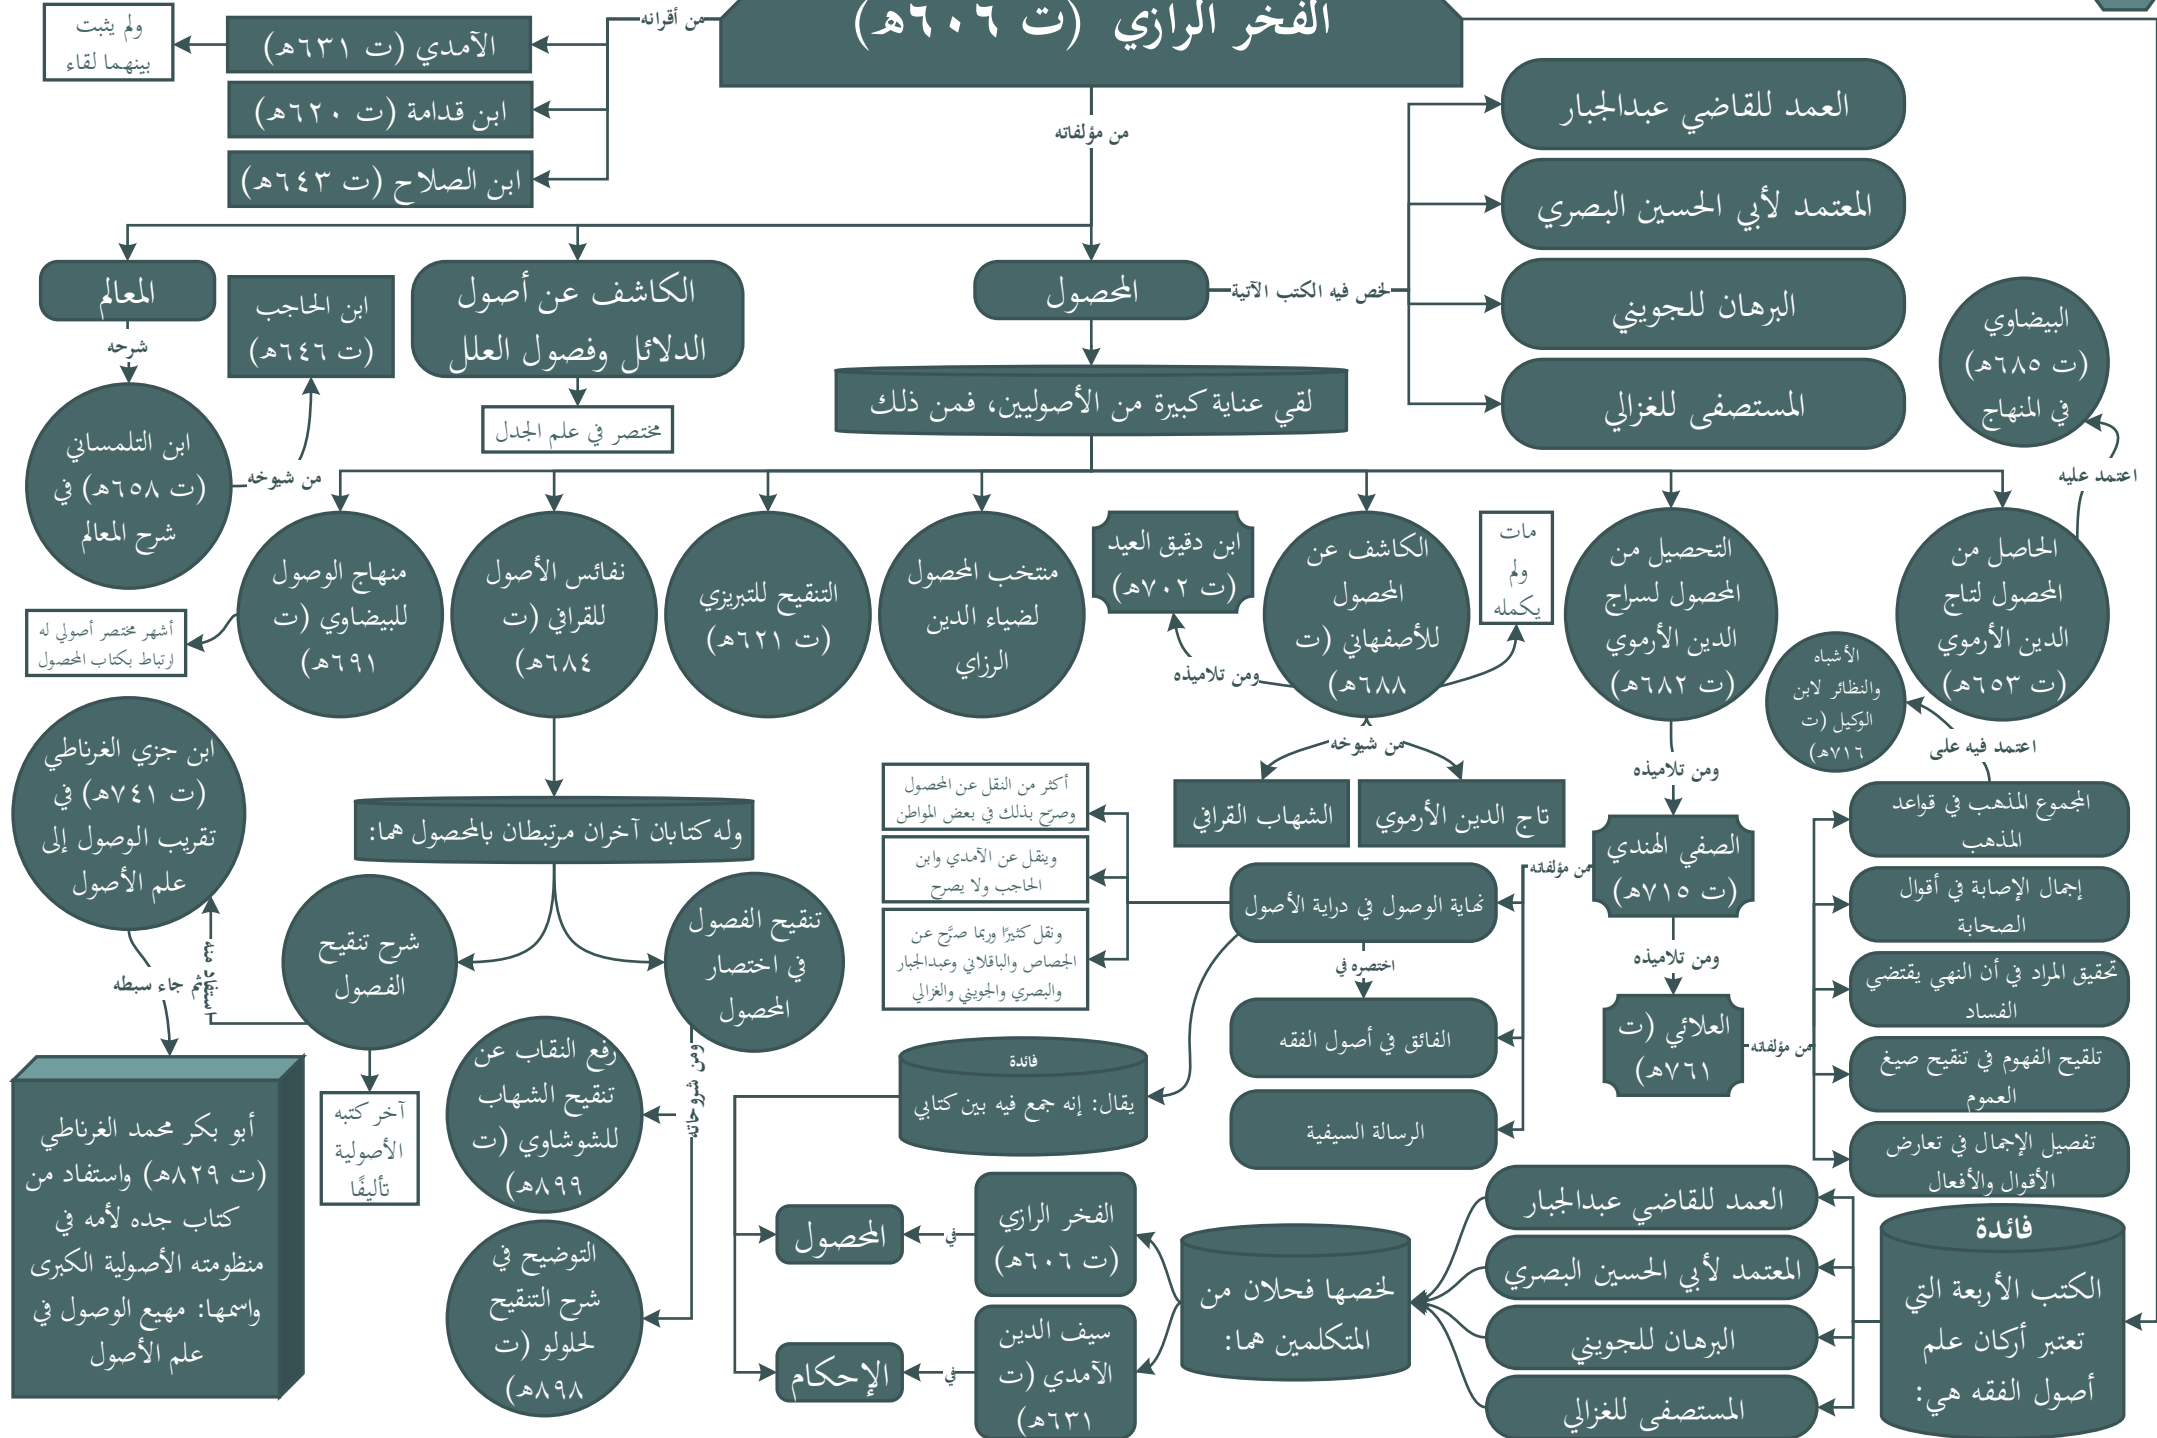 الفخر الرازي (ت ٦٠٦هـ)
من أقرانه
الآمدي (ت ٦٣١هـ)
ولم يثبت
بينهما لقاء
ابن قدامة (ت ٦٢٠هـ)
ابن الصلاح (ت ٦٤٣هـ)
من مؤلفاته
المحصول
لخص فيه الكتب الآتية
العمد للقاضي عبدالجبار
المعتمد لأبي الحسين البصري
البرهان للجويني
المستصفى للغزالي
الكاشف عن أصول
الدلائل وفصول العلل
مختصر في علم الجدل
المعالم
شرحه
ابن التلمساني
(ت ٦٥٨هـ) في
شرح المعالم
من شيوخه
ابن الحاجب
(ت ٦٤٦هـ)
لقي عناية كبيرة من الأصوليين، فمن ذلك
الحاصل من
المحصول لتاج
الدين الأرموي
(ت ٦٥٣هـ)
اعتمد عليه
البيضاوي
(ت ٦٨٥هـ)
في المنهاج
التحصيل من
المحصول لسراج
الدين الأرموي
(ت ٦٨٢هـ)
الكاشف عن
المحصول
للأصفهاني (ت
٦٨٨هـ)
مات
ولم
يكمله
ومن تلاميذه
ابن دقيق العيد
(ت ٧٠٢هـ)
من شيوخه
تاج الدين الأرموي
الشهاب القرافي
منتخب المحصول
لضياء الدين
الرزاي
التنقيح للتبريزي
(ت ٦٢١هـ)
نفائس الأصول
للقرافي (ت
٦٨٤هـ)
منهاج الوصول
للبيضاوي (ت
٦٩١هـ)
أشهر مختصر أصولي له
ارتباط بكتاب المحصول
ومن تلاميذه
الصفي الهندي
(ت ٧١٥هـ)
من مؤلفاته
نهاية الوصول في دراية الأصول
أكثر من النقل عن المحصول
وصرّح بذلك في بعض المواطن
وينقل عن الآمدي وابن
الحاجب ولا يصرح
ونقل كثيرًا وربما صرَّح عن
الجصاص والباقلاني وعبدالجبار
والبصري والجويني والغزالي
اختصره في
الفائق في أصول الفقه
الرسالة السيفية
فائدة
يقال: إنه جمع فيه بين كتابي
المحصول
في
الفخر الرازي
(ت ٦٠٦هـ)
الإحكام
في
سيف الدين
الآمدي (ت
٦٣١هـ)
ومن تلاميذه
العلائي (ت
٧٦١هـ)
من مؤلفاته
المجموع المذهب في قواعد
المذهب
اعتمد فيه على
الأشباه
والنظائر لابن
الوكيل (ت
٧١٦هـ)
إجمال الإصابة في أقوال
الصحابة
تحقيق المراد في أن النهي يقتضي
الفساد
تلقيح الفهوم في تنقيح صيغ
العموم
تفصيل الإجمال في تعارض
الأقوال والأفعال
وله كتابان آخران مرتبطان بالمحصول هما:
تنقيح الفصول
في اختصار
المحصول
ومن شروحاته
رفع النقاب عن
تنقيح الشهاب
للشوشاوي (ت
٨٩٩هـ)
التوضيح في
شرح التنقيح
لحلولو (ت
٨٩٨هـ)
شرح تنقيح
الفصول
آخر كتبه
الأصولية
تأليفًا
استفاد منه
ابن جزي الغرناطي
(ت ٧٤١هـ) في
تقريب الوصول إلى
علم الأصول
ثم جاء سبطه
أبو بكر محمد الغرناطي
(ت ٨٢٩هـ) واستفاد من
كتاب جده لأمه في
منظومته الأصولية الكبرى
واسمها: مهيع الوصول في
علم الأصول
فائدة
الكتب الأربعة التي
تعتبر أركان علم
أصول الفقه هي:
العمد للقاضي عبدالجبار
المعتمد لأبي الحسين البصري
البرهان للجويني
المستصفى للغزالي
لخصها فحلان من
المتكلمين هما: